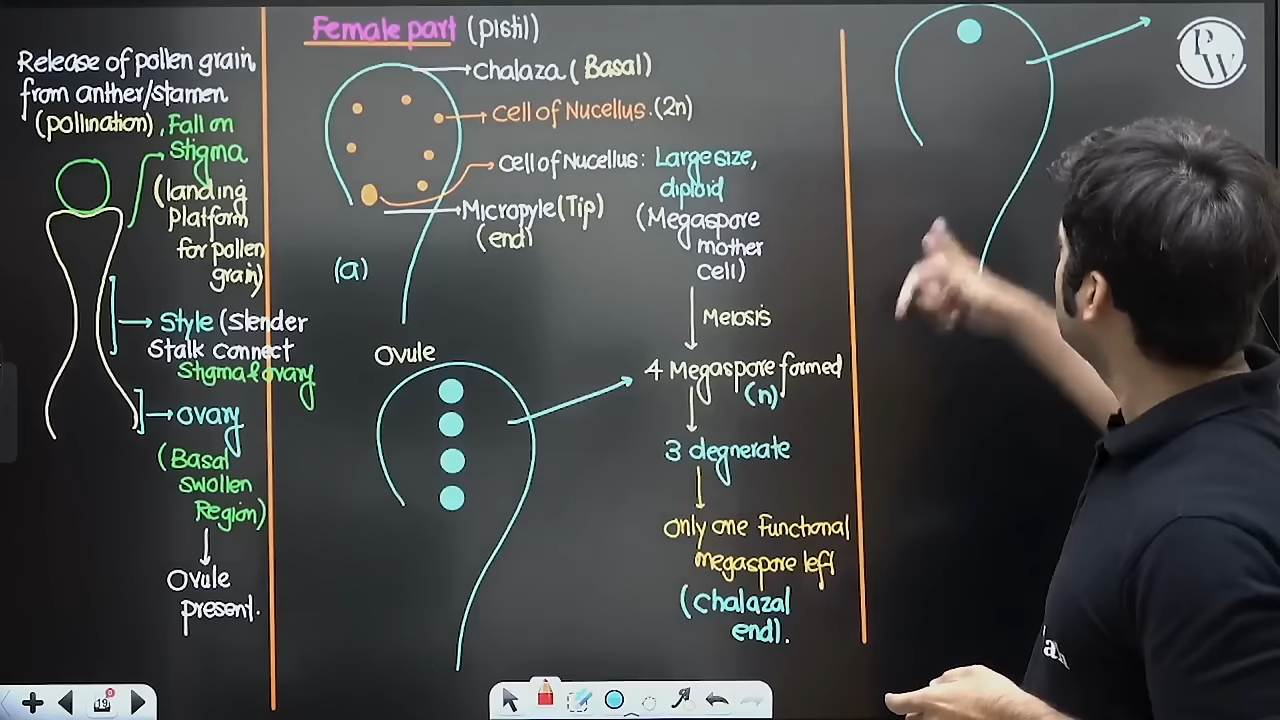 Release of pollen grain
from anther/stamen
(pollination), Fall on
Stigma
(landing
Platform
for pollen
grain)
Style (Slender
Stalk connect
Stigma & ovary
ovary
(Basal
swollen
Region)
Ovule
present.
Female part (pistil)
Chalaza (Basal)
Cell of Nucellus. (2n)
Cell of Nucellus: Large size,
diploid
(Megaspore
mother
cell)
Micropyle (Tip)
(end)
(a)
Meiosis
Ovule
4 Megaspore formed
(n)
3 degnerate
only one functional
megaspore left
(Chalazal
end).
PW
19